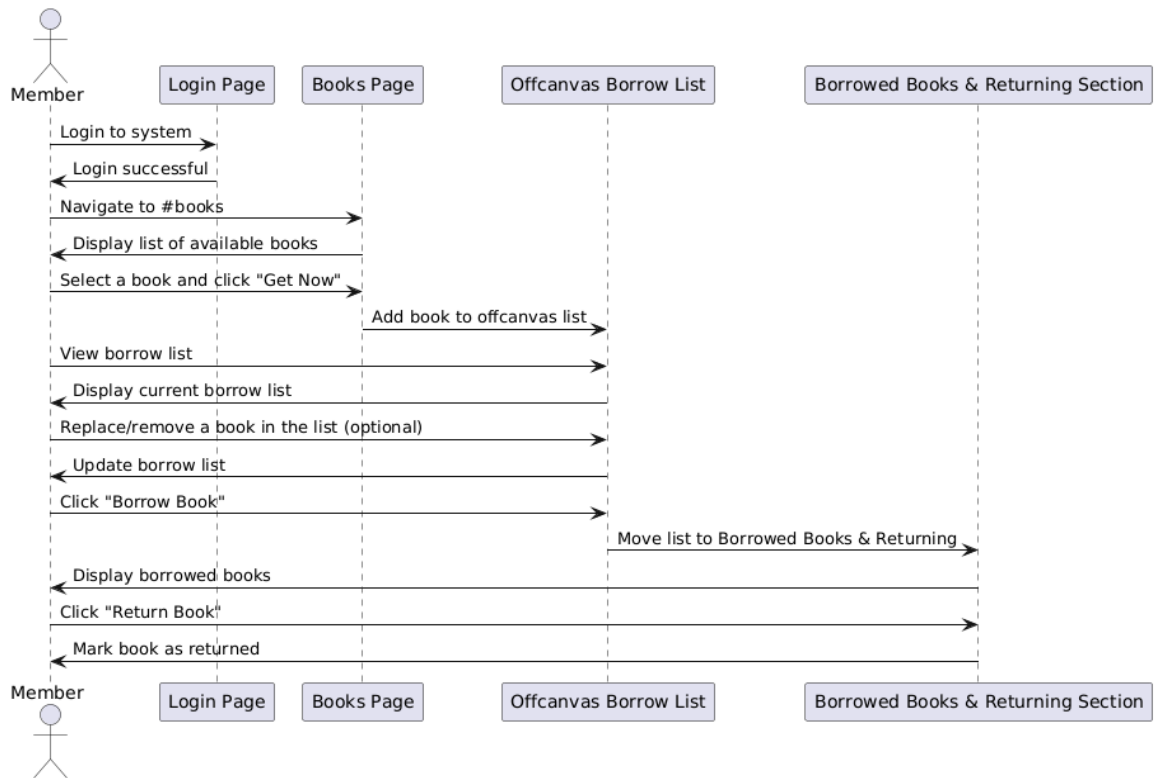 Member
Login Page
Books Page
Offcanvas Borrow List
Borrowed Books & Returning Section
Login to system
Login successful
Navigate to #books
Display list of available books
Select a book and click "Get Now"
Add book to offcanvas list
View borrow list
Display current borrow list
Replace/remove a book in the list (optional)
Update borrow list
Click "Borrow Book"
Move list to Borrowed Books & Returning
Display borrowed books
Click "Return Book"
Mark book as returned
Member
Login Page
Books Page
Offcanvas Borrow List
Borrowed Books & Returning Section